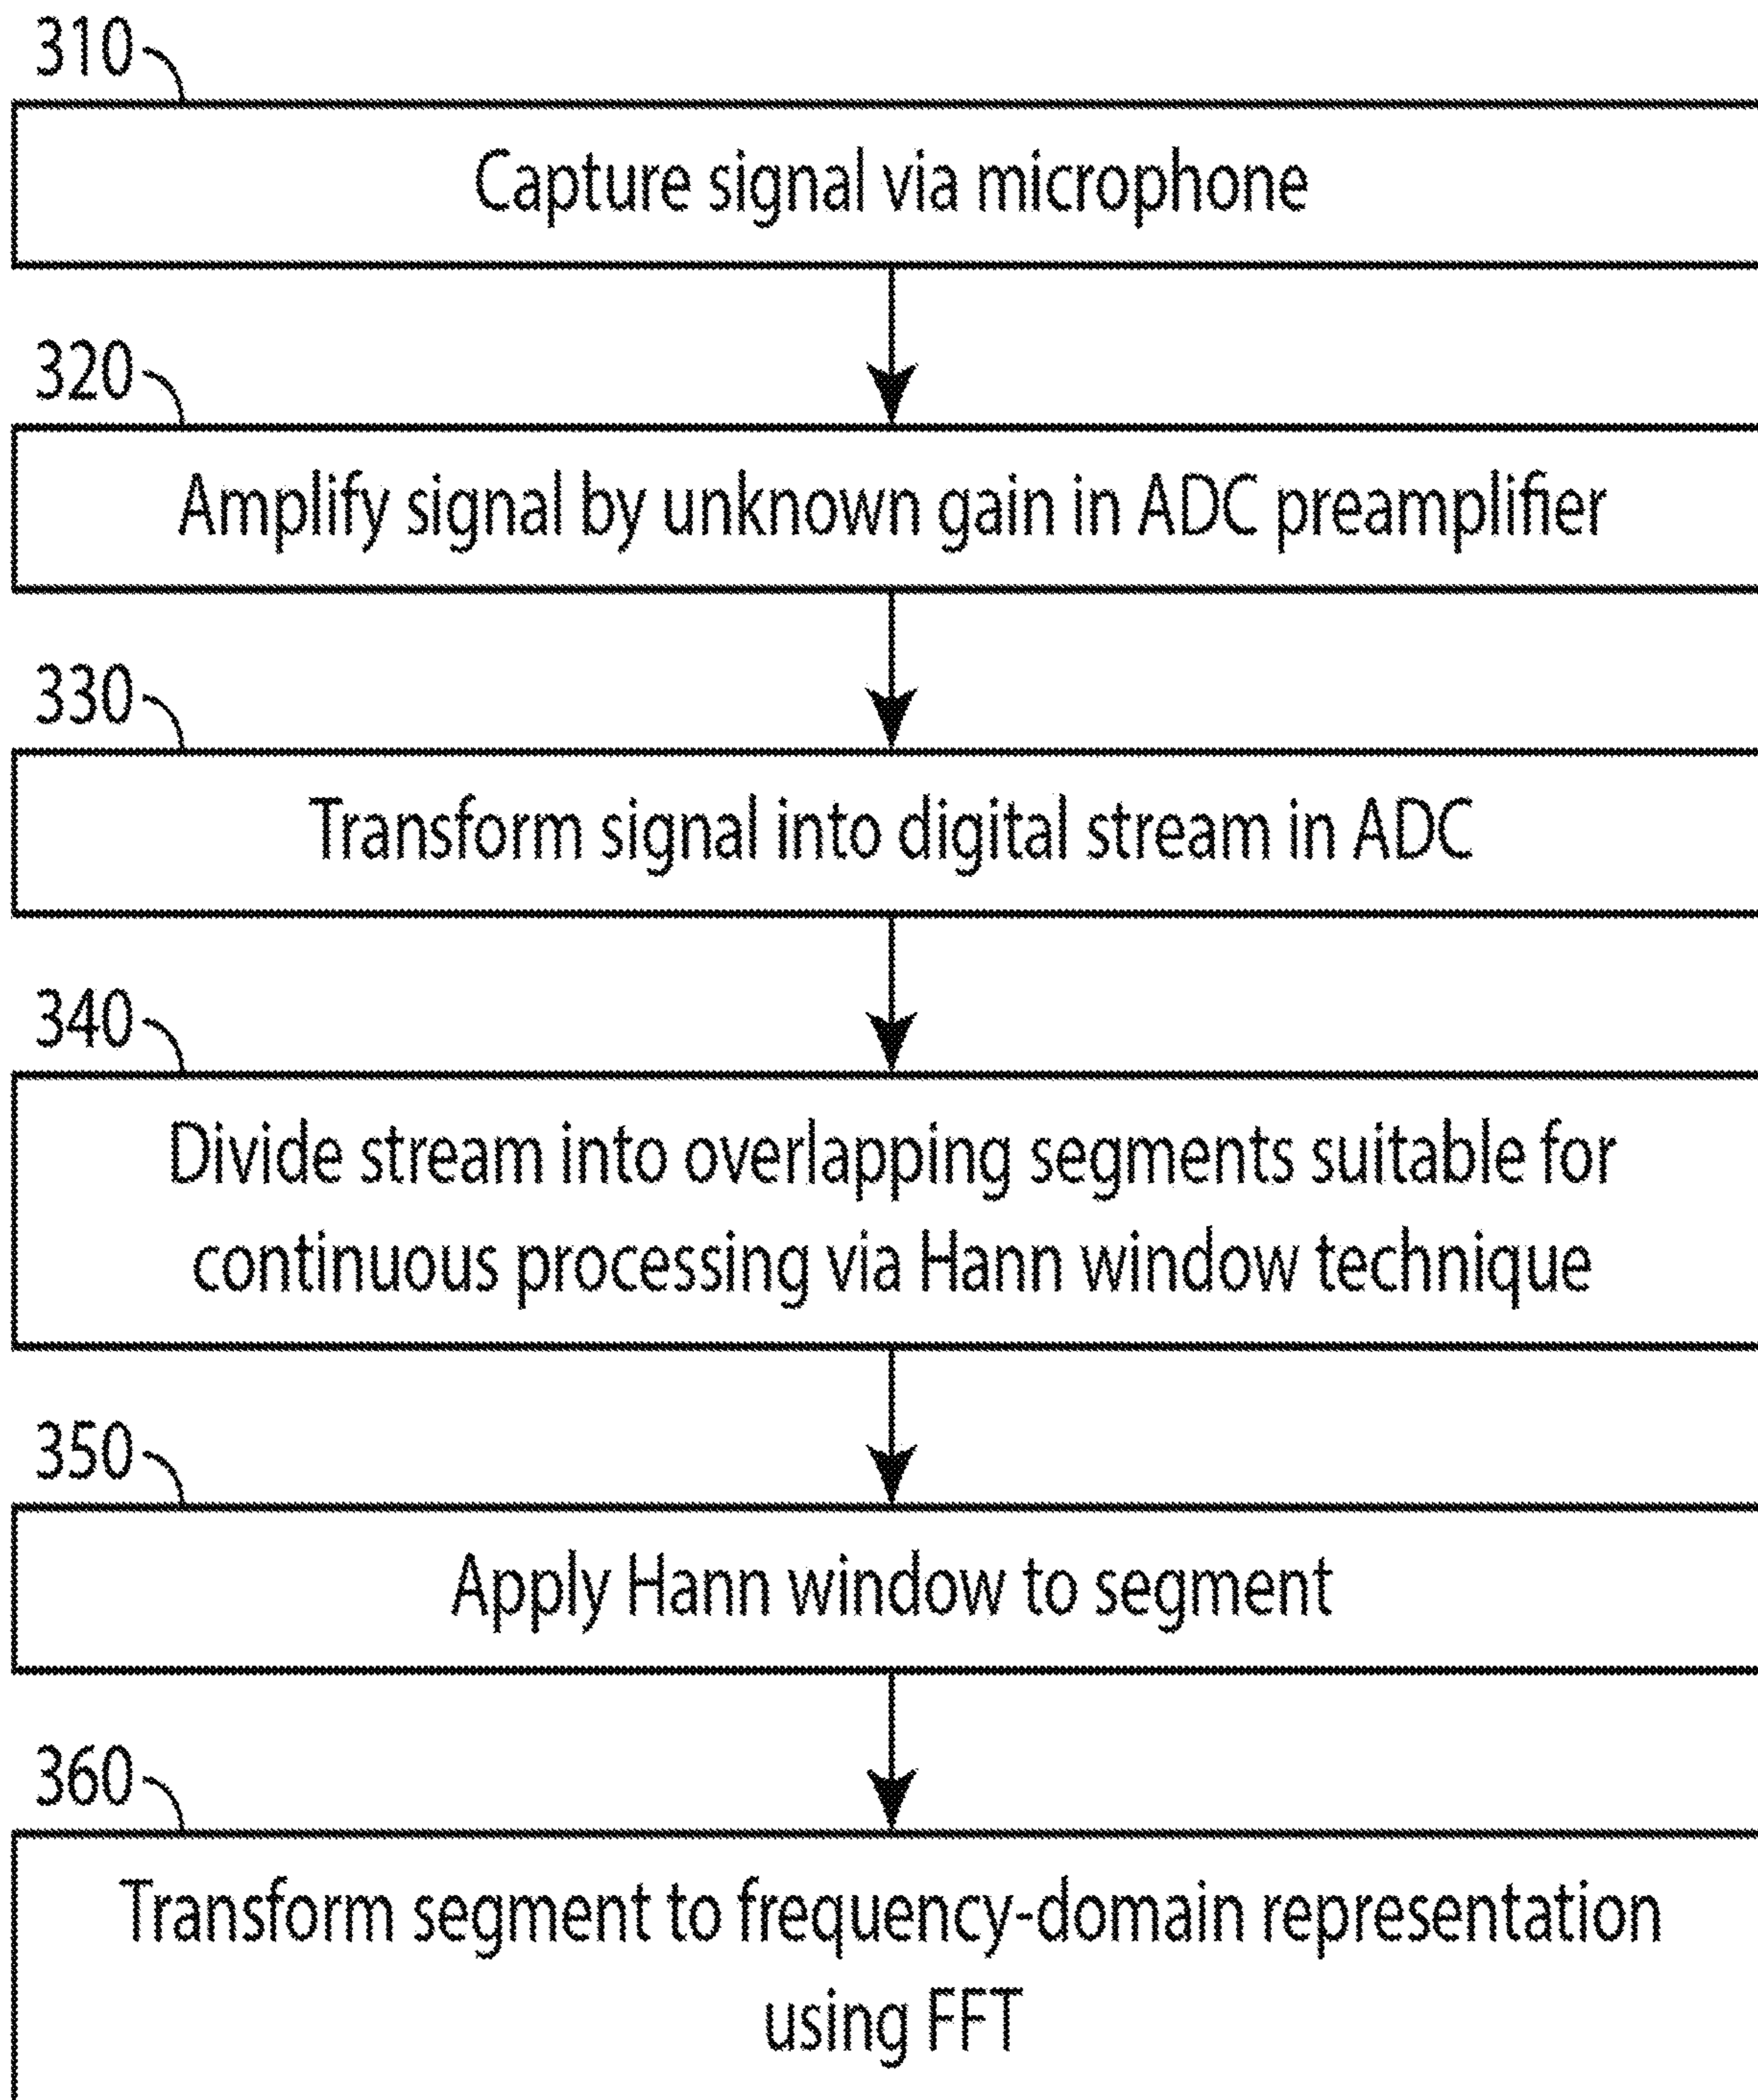 310
Capture signal via microphone
320
Amplify signal by unknown gain in ADC preamplifier
330
Transform signal into digital stream in ADC
340
Divide stream into overlapping segments suitable for
continuous processing via Hann window technique
350
Apply Hann window to segment
360
Transform segment to frequency-domain representation
using FFT